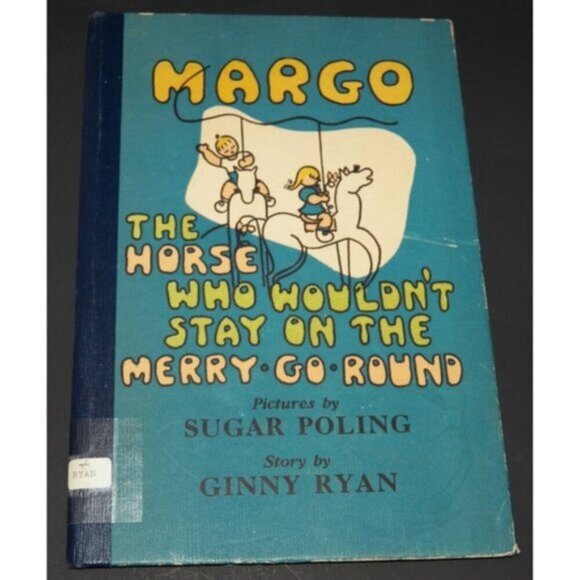 MARGO
THE
HORSE
WHO WOULDN'T
STAY ON THE
MERRY·GO·ROUND
Pictures by
SUGAR POLING
Story by
GINNY RYAN
RYAN